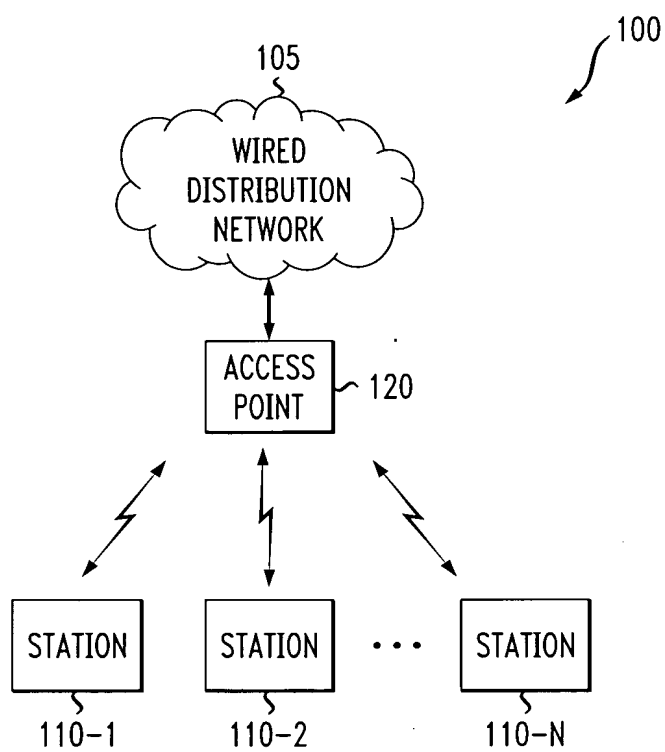 100
105
WIRED
DISTRIBUTION
NETWORK
ACCESS
POINT
120
STATION
STATION
...
STATION
110-1
110-2
110-N